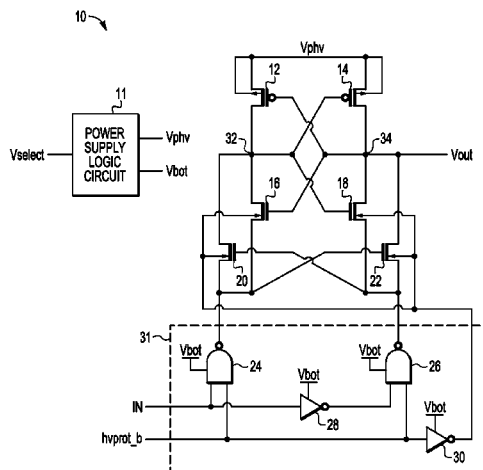 10
Vphv
12
14
11
POWER
SUPPLY
LOGIC
CIRCUIT
Vselect
Vphv
Vbot
32
34
Vout
16
18
20
22
31
Vbot
24
Vbot
26
IN
Vbot
28
hvprot_b
Vbot
30